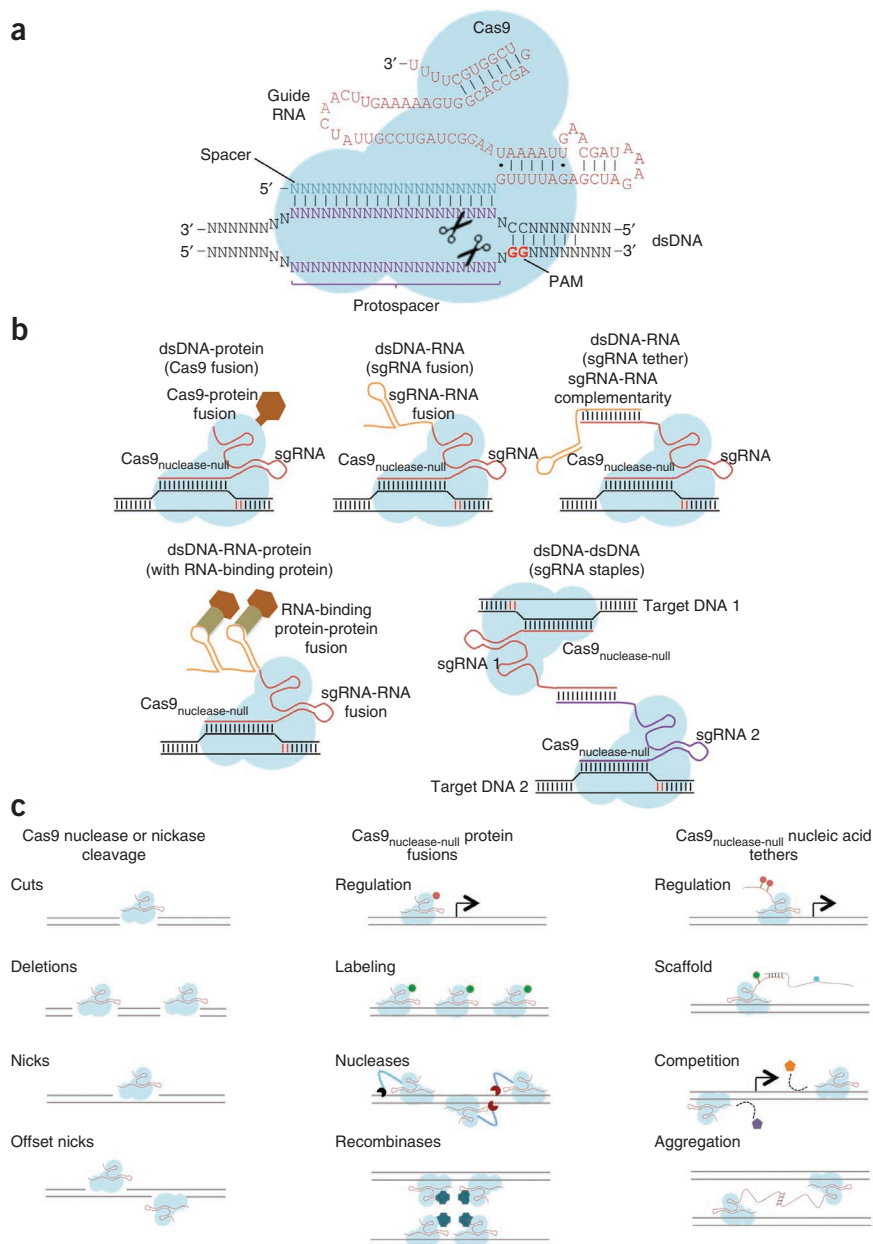 a
Cas9
3′ –UUUUCGUGGCUG
Guide
RNA
Spacer
5′ –NNNNNNNNNNNNNNNNNNNN
3′ –NNNNNNNNNNNNNNNNNNNNNNNNNNNNNCCNNNNNNNN –5′
5′ –NNNNNNNNNNNNNNNNNNNNNNNNNNNNNGGNNNNNNNN –3′
dsDNA
PAM
Protospacer
b
dsDNA-protein
(Cas9 fusion)
Cas9-protein
fusion
sgRNA
Cas9nuclease-null
dsDNA-RNA
(sgRNA fusion)
sgRNA-RNA
fusion
sgRNA
Cas9nuclease-null
dsDNA-RNA
(sgRNA tether)
sgRNA-RNA
complementarity
sgRNA
Cas9nuclease-null
dsDNA-RNA-protein
(with RNA-binding protein)
RNA-binding
protein-protein
fusion
sgRNA-RNA
fusion
Cas9nuclease-null
dsDNA-dsDNA
(sgRNA staples)
Target DNA 1
Cas9nuclease-null
sgRNA 1
Cas9nuclease-null
sgRNA 2
Target DNA 2
c
Cas9 nuclease or nickase
cleavage
Cuts
Deletions
Nicks
Offset nicks
Cas9nuclease-null protein
fusions
Regulation
Labeling
Nucleases
Recombinases
Cas9nuclease-null nucleic acid
tethers
Regulation
Scaffold
Competition
Aggregation